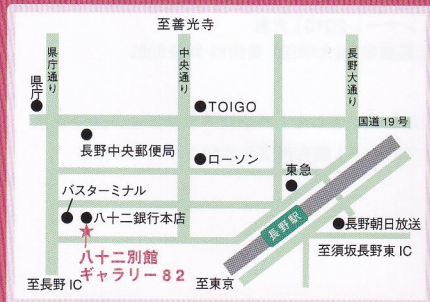 至善光寺
県庁通り
中央通り
長野大通り
県庁
TOIGO
国道19号
長野中央郵便局
ローソン
東急
バスターミナル
八十二銀行本店
長野駅
長野朝日放送
八十二別館
ギャラリー82
至須坂長野東IC
至長野IC
至東京